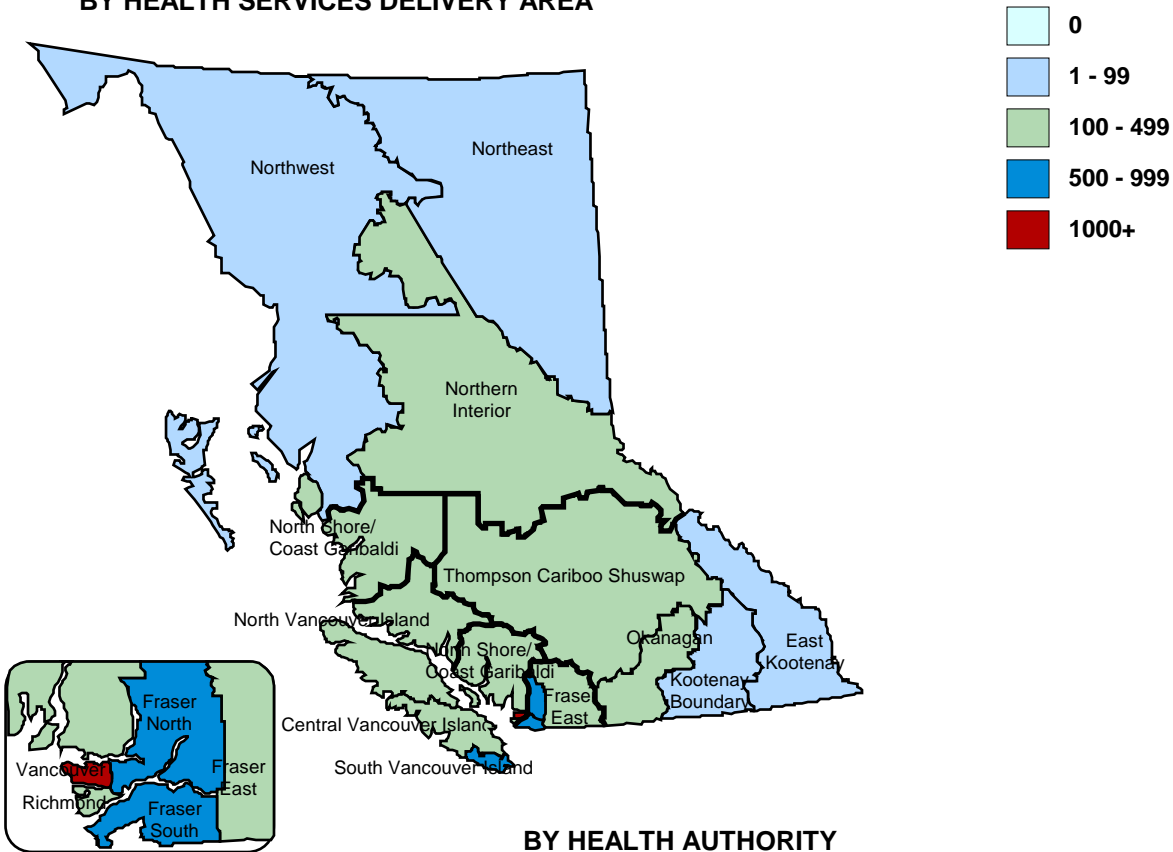 BY HEALTH SERVICES DELIVERY AREA
0
1 - 99
100 - 499
500 - 999
1000+
Northwest
Northeast
Northern
Interior
North Shore/
Coast Garibaldi
Thompson Cariboo Shuswap
North Vancouver Island
North Shore/
Coast Garibaldi
Okanagan
East
Kootenay
Kootenay
Boundary
Fraser
East
Central Vancouver Island
South Vancouver Island
Fraser
North
Vancouver
Richmond
Fraser
East
Fraser
South
BY HEALTH AUTHORITY